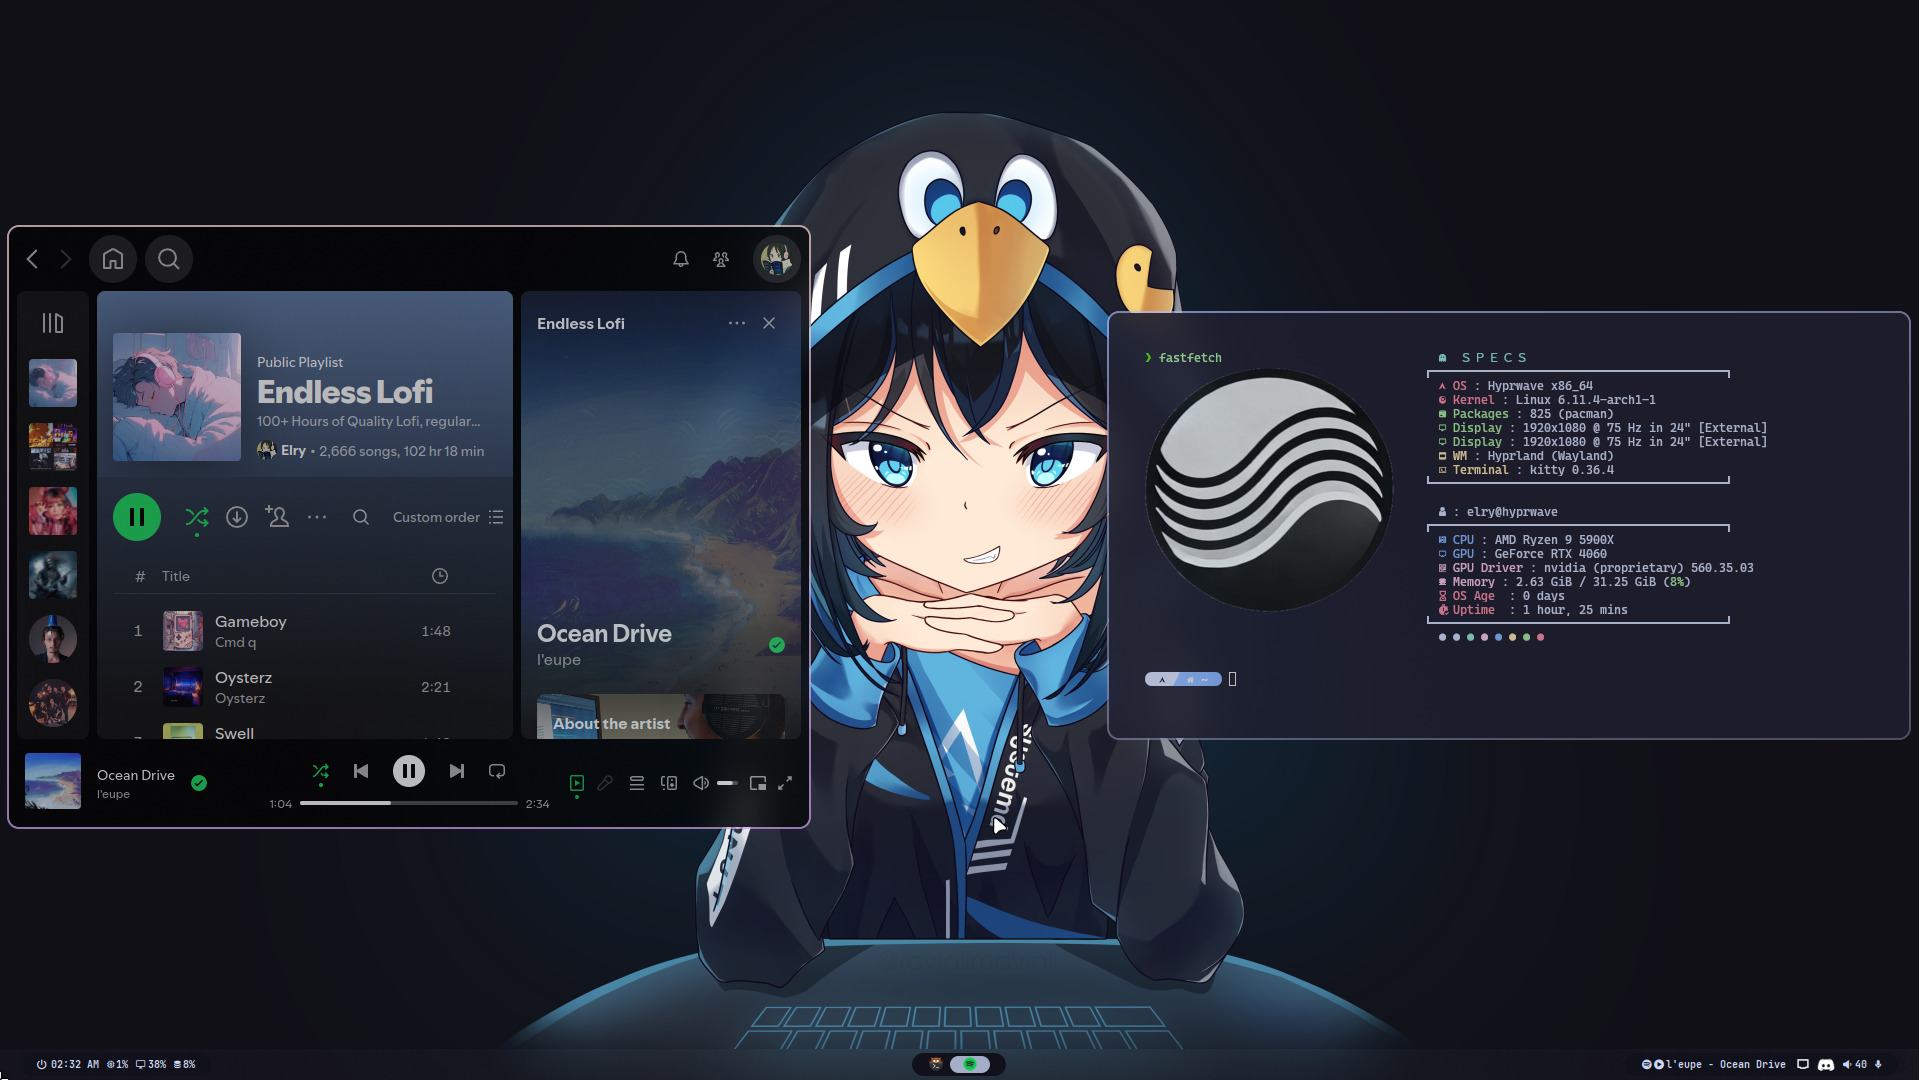 Endless Lofi
Public Playlist
Endless Lofi
100+ Hours of Quality Lofi, regular...
Elry • 2,666 songs, 102 hr 18 min
Custom order
# Title
1 Gameboy 1:48
Cmd q
2 Oysterz 2:21
Oysterz
Swell
Ocean Drive
l'eupe
About the artist
Ocean Drive
l'eupe
1:04
2:34
❯ fastfetch
SPECS
OS : Hyprwave x86_64
Kernel : Linux 6.11.4-arch1-1
Packages : 825 (pacman)
Display : 1920x1080 @ 75 Hz in 24" [External]
Display : 1920x1080 @ 75 Hz in 24" [External]
WM : Hyprland (Wayland)
Terminal : kitty 0.36.4
: elry@hyprwave
CPU : AMD Ryzen 9 5900X
GPU : GeForce RTX 4060
GPU Driver : nvidia (proprietary) 560.35.03
Memory : 2.63 GiB / 31.25 GiB (8%)
OS Age : 0 days
Uptime : 1 hour, 25 mins
~
02:32 AM 1% 38% 8%
l'eupe - Ocean Drive 40